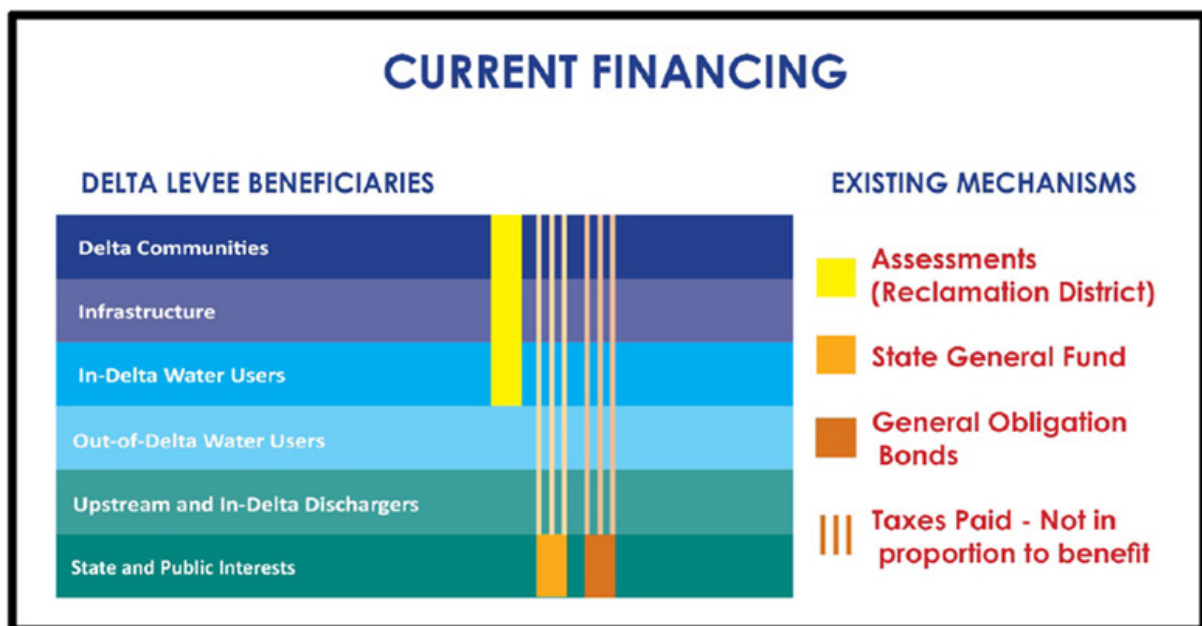 CURRENT FINANCING
DELTA LEVEE BENEFICIARIES
Delta Communities
Infrastructure
In-Delta Water Users
Out-of-Delta Water Users
Upstream and In-Delta Dischargers
State and Public Interests
EXISTING MECHANISMS
Assessments
(Reclamation District)
State General Fund
General Obligation
Bonds
Taxes Paid - Not in
proportion to benefit